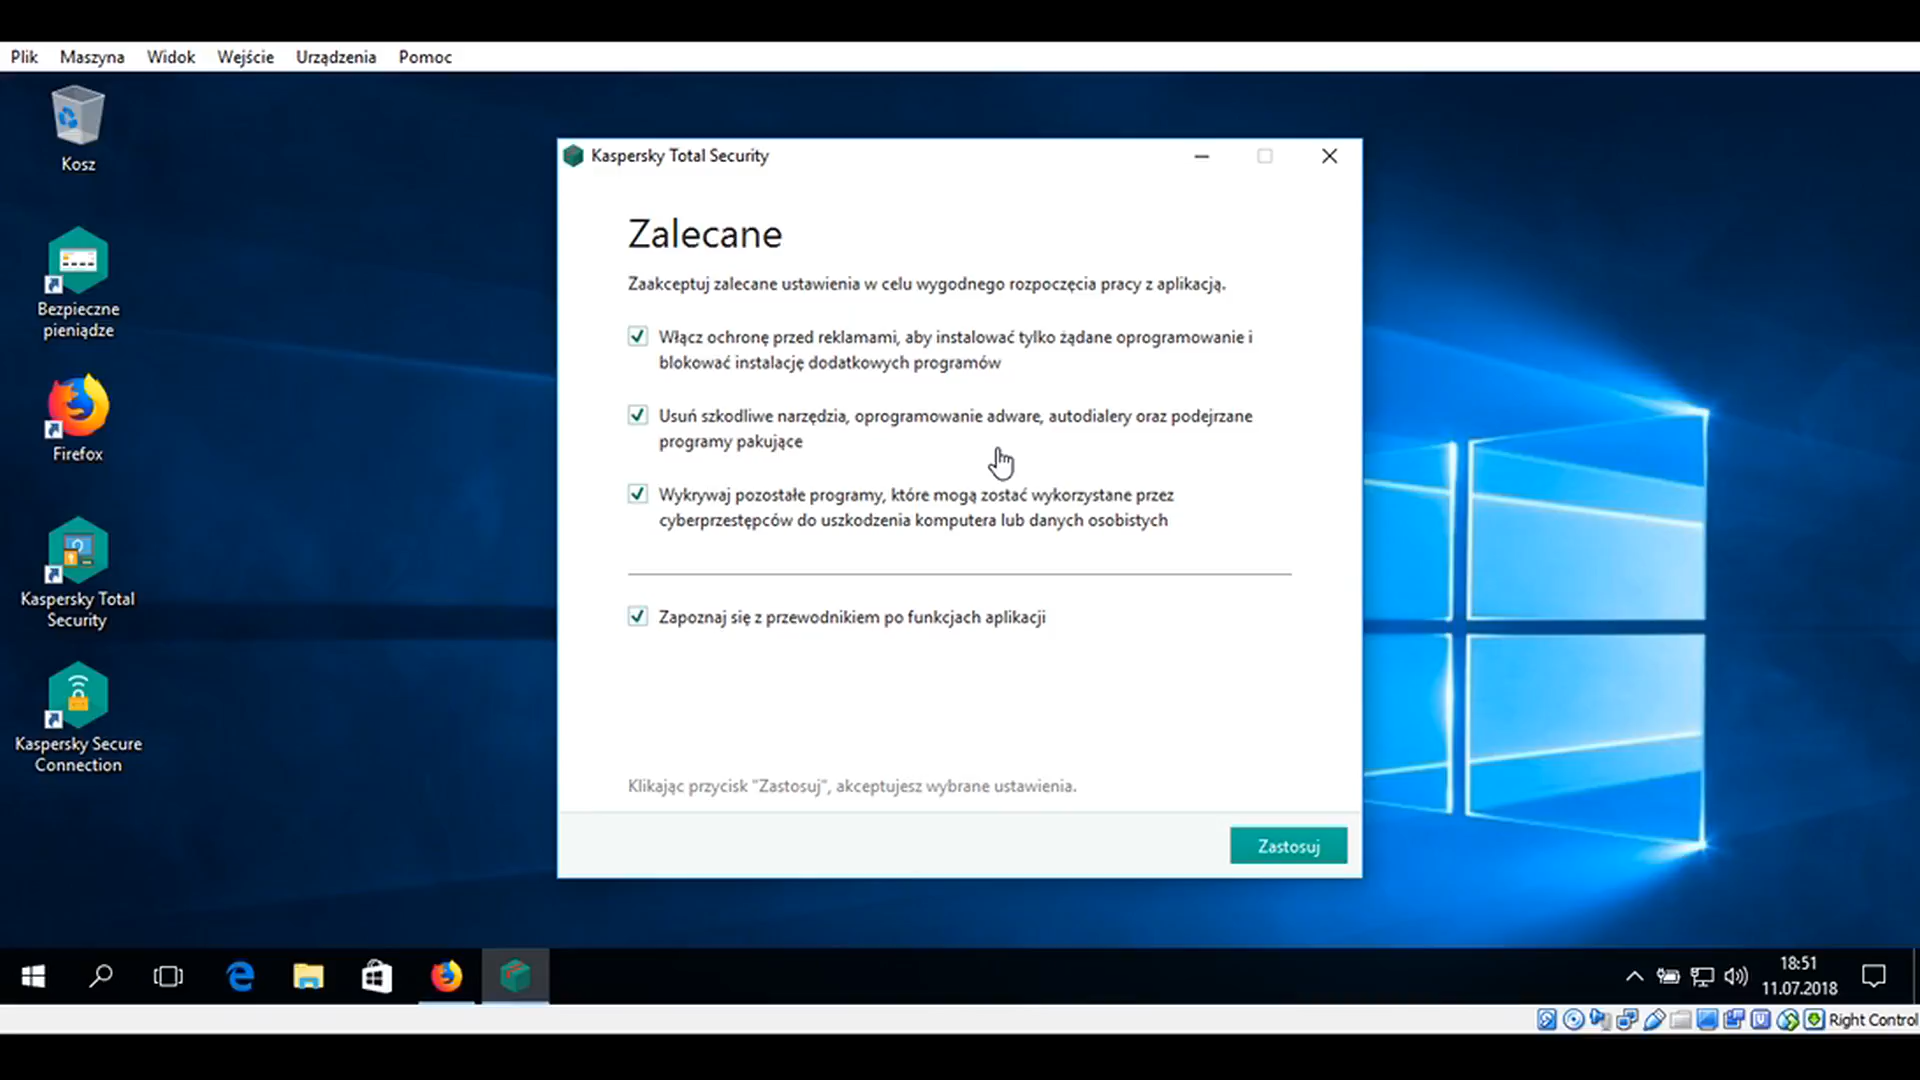 Plik Maszyna Widok Wejście Urządzenia Pomoc
Kosz
Bezpieczne
pieniądze
Firefox
Kaspersky Total
Security
Kaspersky Secure
Connection
Kaspersky Total Security
Zalecane
Zaakceptuj zalecane ustawienia w celu wygodnego rozpoczęcia pracy z aplikacją.
Włącz ochronę przed reklamami, aby instalować tylko żądane oprogramowanie i
blokować instalację dodatkowych programów
Usuń szkodliwe narzędzia, oprogramowanie adware, autodialery oraz podejrzane
programy pakujące
Wykrywaj pozostałe programy, które mogą zostać wykorzystane przez
cyberprzestępców do uszkodzenia komputera lub danych osobistych
Zapoznaj się z przewodnikiem po funkcjach aplikacji
Klikając przycisk "Zastosuj", akceptujesz wybrane ustawienia.
Zastosuj
18:51
11.07.2018
Right Control